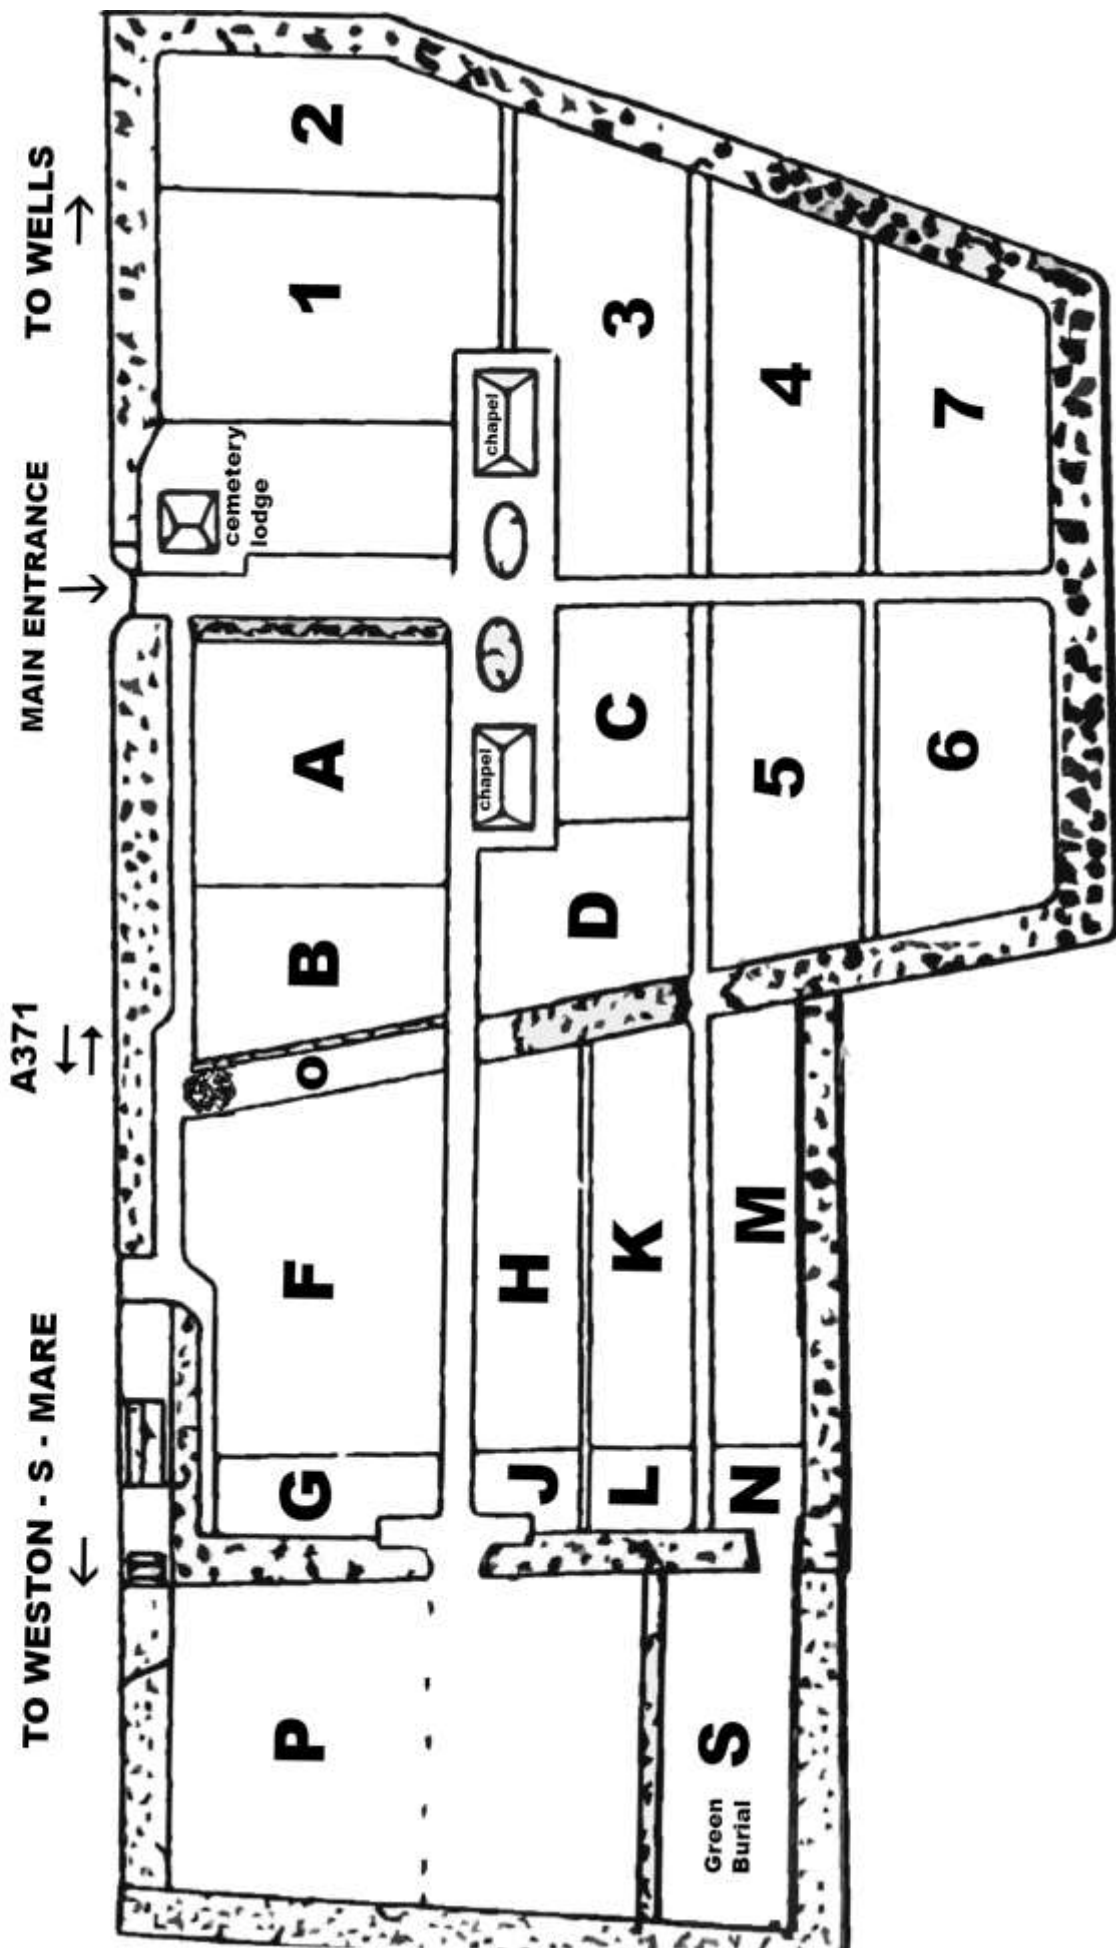 TO WESTON - S - MARE
←
A371
←
→
MAIN ENTRANCE
↓
TO WELLS
→
cemetery
lodge
chapel
chapel
Green
Burial
P
G
F
o
B
A
1
2
J
H
D
C
3
L
K
S
N
M
5
4
6
7